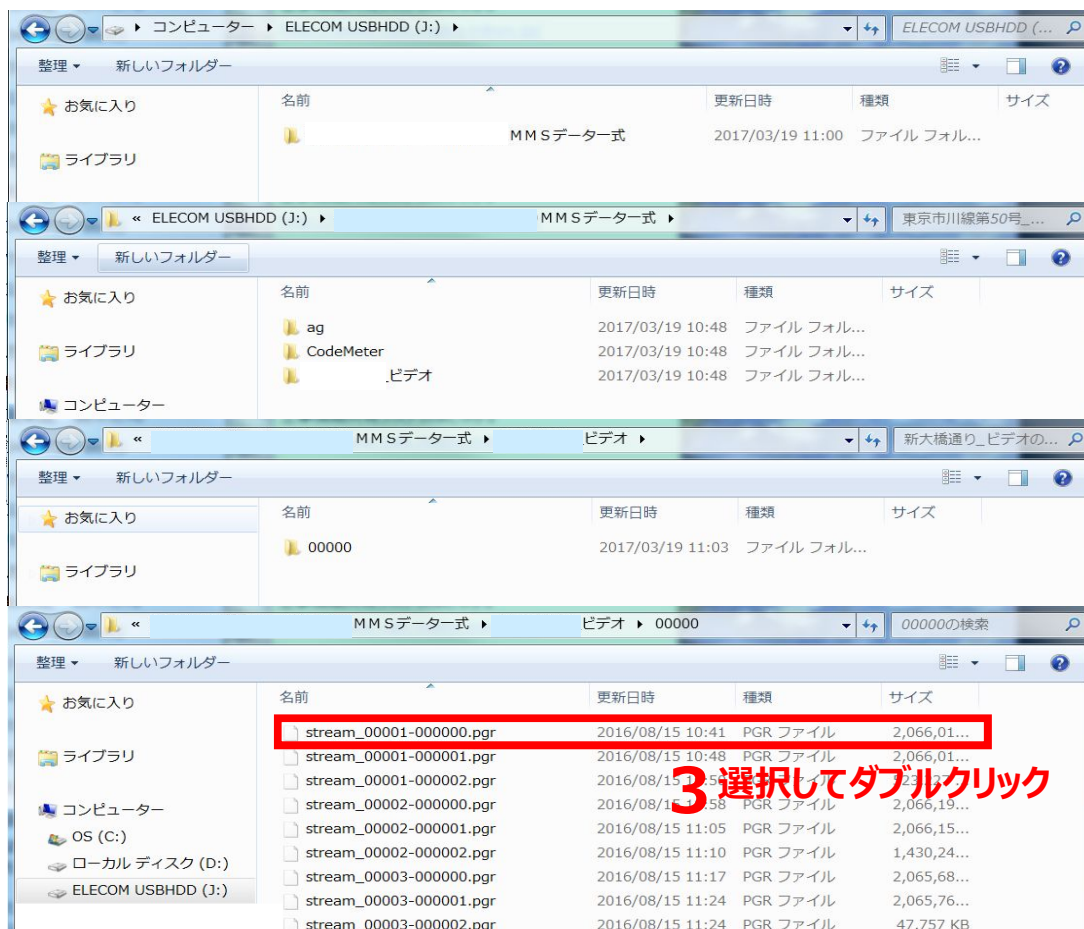 コンピューター ▸ ELECOM USBHDD (J:) ▸ ELECOM USBHDD (...
整理 新しいフォルダー
お気に入り 名前 更新日時 種類 サイズ
MMSデータ一式 2017/03/19 11:00 ファイル フォル...
ライブラリ
« ELECOM USBHDD (J:) ▸ MMSデータ一式 ▸ 東京市川線第50号_...
整理 新しいフォルダー
お気に入り 名前 更新日時 種類 サイズ
ag 2017/03/19 10:48 ファイル フォル...
ライブラリ CodeMeter 2017/03/19 10:48 ファイル フォル...
_ビデオ 2017/03/19 10:48 ファイル フォル...
コンピューター
« MMSデータ一式 ▸ ビデオ ▸ 新大橋通り_ビデオの...
整理 新しいフォルダー
お気に入り 名前 更新日時 種類 サイズ
00000 2017/03/19 11:03 ファイル フォル...
ライブラリ
« MMSデータ一式 ▸ ビデオ ▸ 00000 00000の検索
整理 新しいフォルダー
お気に入り 名前 更新日時 種類 サイズ
stream_00001-000000.pgr 2016/08/15 10:41 PGR ファイル 2,066,01...
ライブラリ stream_00001-000001.pgr 2016/08/15 10:48 PGR ファイル 2,066,01...
stream_00001-000002.pgr 2016/08/15
3 選択してダブルクリック
コンピューター stream_00002-000000.pgr 2016/08/15 PGR ファイル 2,066,19...
OS (C:) stream_00002-000001.pgr 2016/08/15 11:05 PGR ファイル 2,066,15...
ローカル ディスク (D:) stream_00002-000002.pgr 2016/08/15 11:10 PGR ファイル 1,430,24...
stream_00003-000000.pgr 2016/08/15 11:17 PGR ファイル 2,065,68...
ELECOM USBHDD (J:) stream_00003-000001.pgr 2016/08/15 11:24 PGR ファイル 2,065,76...
stream_00003-000002.pgr 2016/08/15 11:24 PGR ファイル 47,757 KB